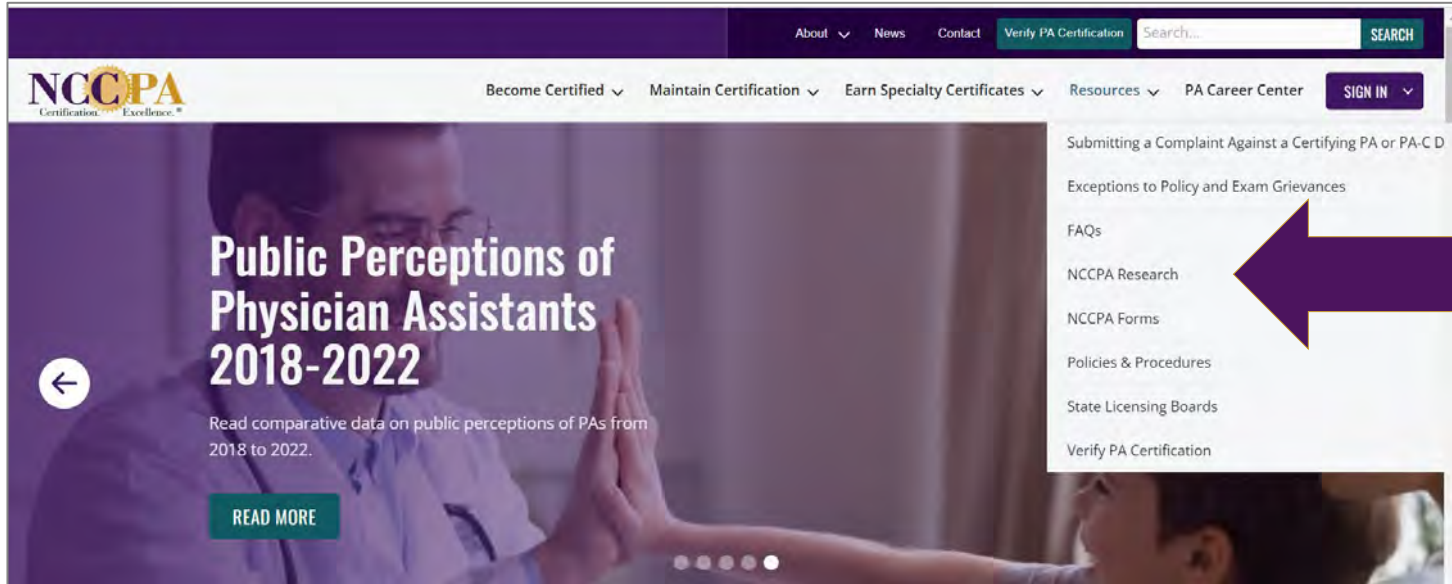 About News Contact Verify PA Certification Search... SEARCH
NCCPA
Certification. Excellence.®
Become Certified Maintain Certification Earn Specialty Certificates Resources PA Career Center SIGN IN
Submitting a Complaint Against a Certifying PA or PA-C D
Exceptions to Policy and Exam Grievances
FAQs
NCCPA Research
NCCPA Forms
Policies & Procedures
State Licensing Boards
Verify PA Certification
Public Perceptions of
Physician Assistants
2018-2022
Read comparative data on public perceptions of PAs from
2018 to 2022.
READ MORE